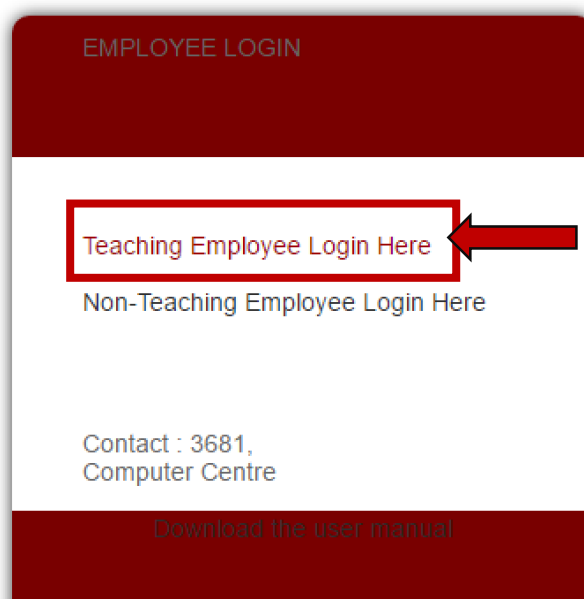 EMPLOYEE LOGIN
Teaching Employee Login Here
Non-Teaching Employee Login Here
Contact : 3681,
Computer Centre
Download the user manual